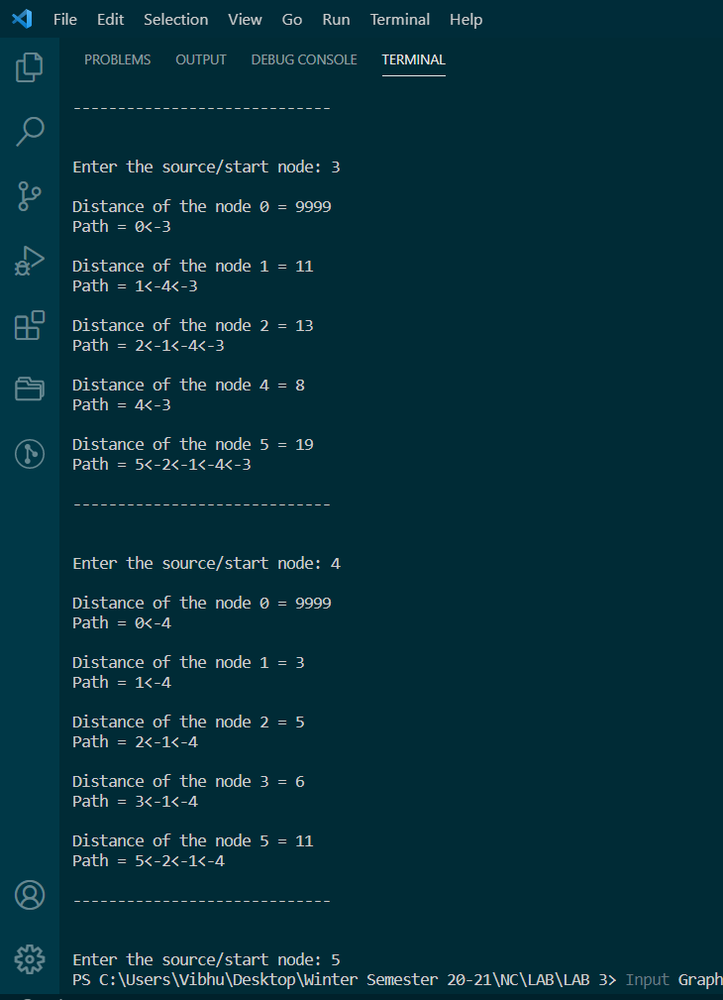 File Edit Selection View Go Run Terminal Help
PROBLEMS OUTPUT DEBUG CONSOLE TERMINAL
-----------------------------
Enter the source/start node: 3
Distance of the node 0 = 9999
Path = 0<-3
Distance of the node 1 = 11
Path = 1<-4<-3
Distance of the node 2 = 13
Path = 2<-1<-4<-3
Distance of the node 4 = 8
Path = 4<-3
Distance of the node 5 = 19
Path = 5<-2<-1<-4<-3
-----------------------------
Enter the source/start node: 4
Distance of the node 0 = 9999
Path = 0<-4
Distance of the node 1 = 3
Path = 1<-4
Distance of the node 2 = 5
Path = 2<-1<-4
Distance of the node 3 = 6
Path = 3<-1<-4
Distance of the node 5 = 11
Path = 5<-2<-1<-4
-----------------------------
Enter the source/start node: 5
PS C:\Users\Vibhu\Desktop\Winter Semester 20-21\NC\LAB\LAB 3> Input Graph